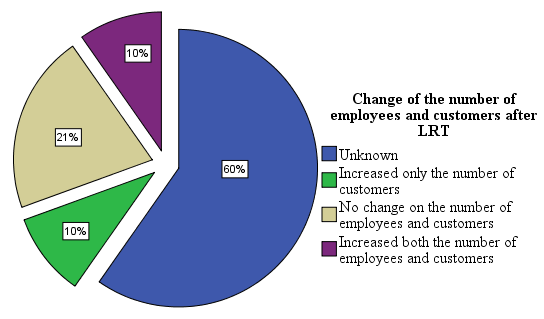 10%
21%
60%
10%
Change of the number of
employees and customers after
LRT
Unknown
Increased only the number of
customers
No change on the number of
employees and customers
Increased both the number of
employees and customers